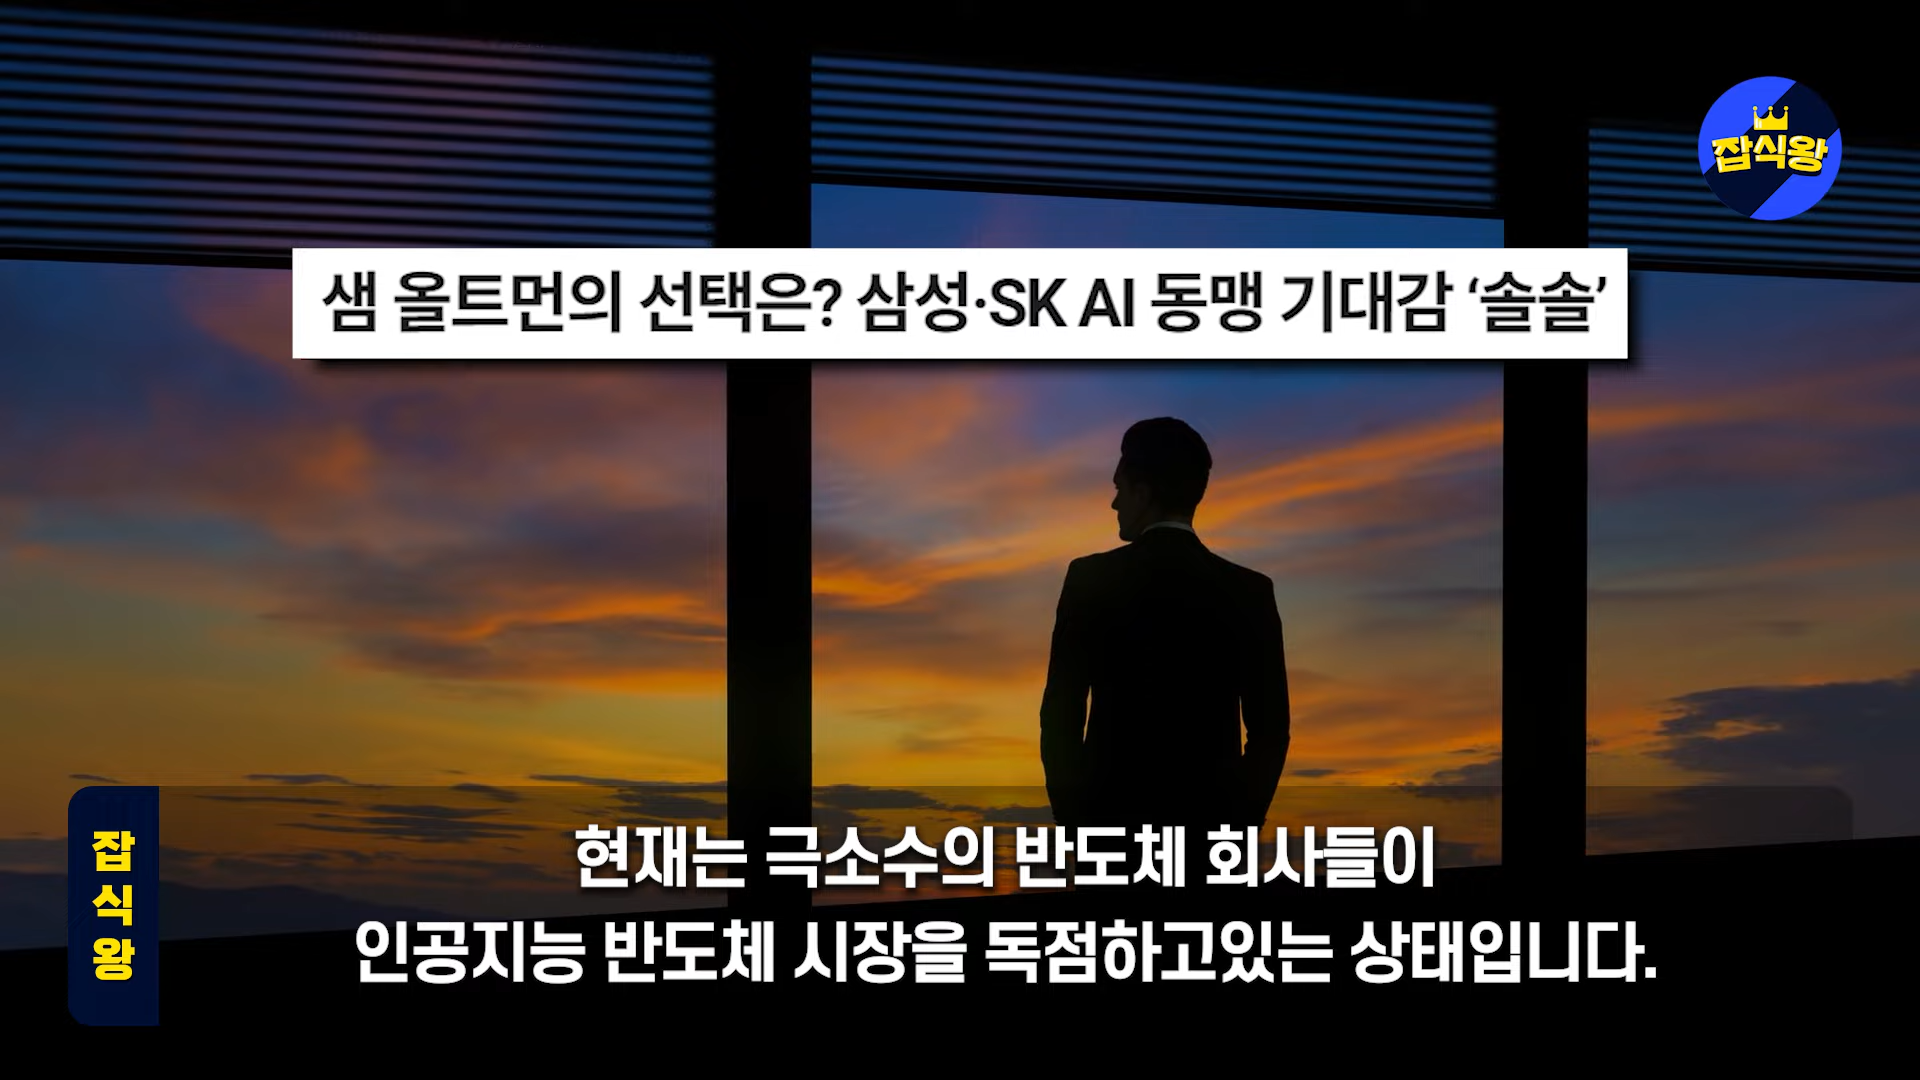 잡식왕
샘 올트먼의 선택은? 삼성·SK AI 동맹 기대감 ‘솔솔’
잡식왕
현재는 극소수의 반도체 회사들이
인공지능 반도체 시장을 독점하고있는 상태입니다.